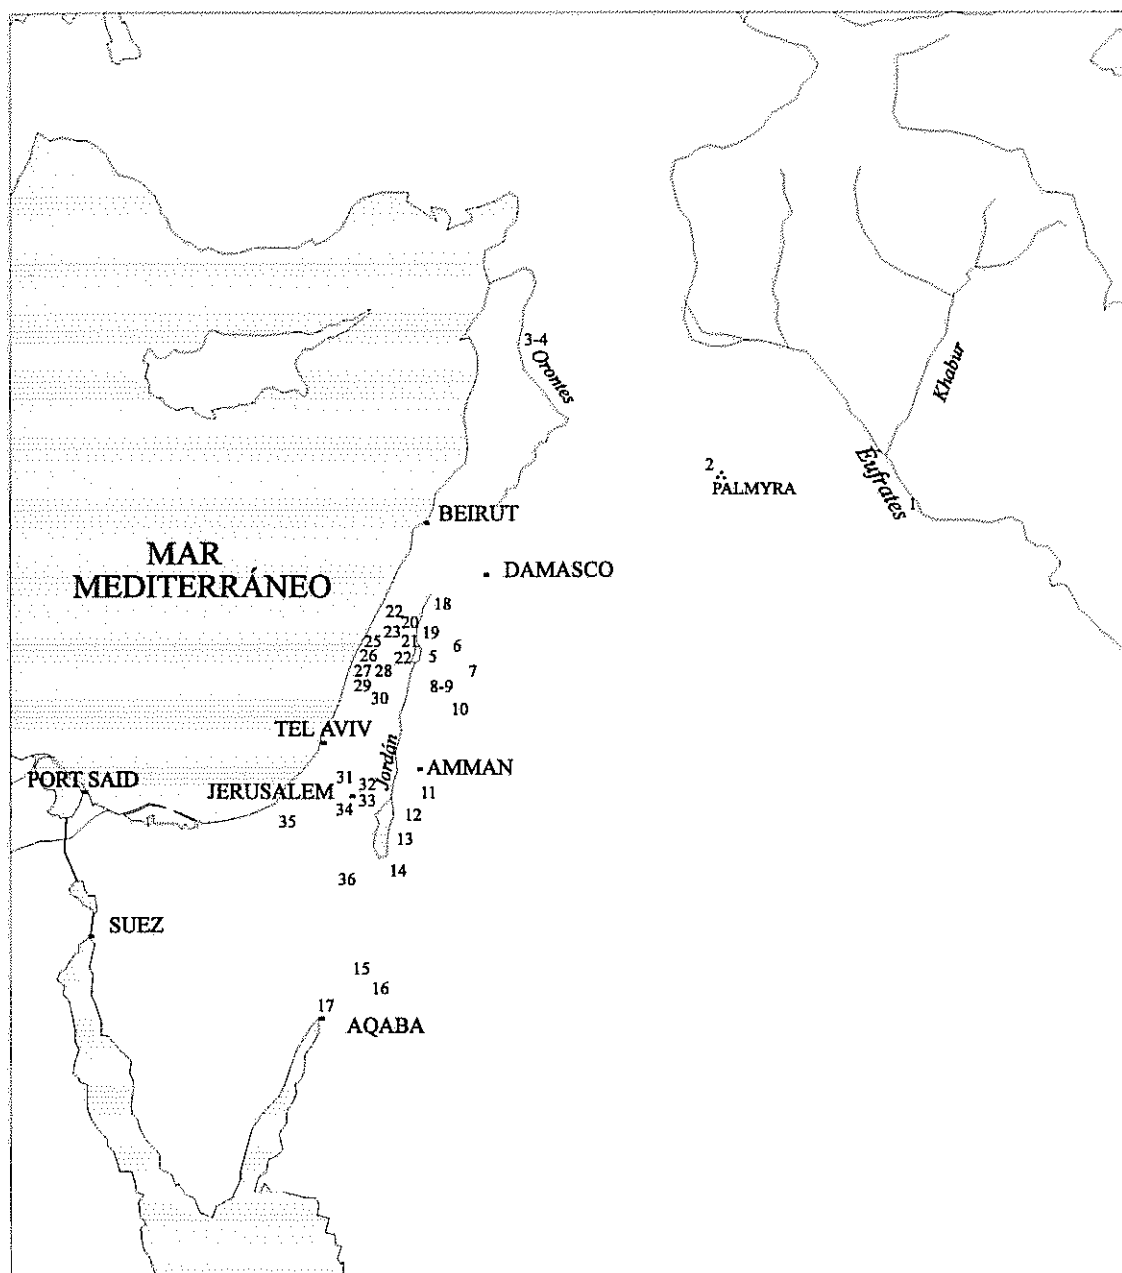 3-4
Orontes
Khabur
2
PALMYRA
Éufrates
1
BEIRUT
MAR
MEDITERRÁNEO
DAMASCO
22
18
20
23
19
25
21
6
26
22
5
27
28
7
29
8-9
30
10
TEL AVIV
Jordán
AMMAN
PORT SAID
31
32
JERUSALEM
33
11
34
12
35
13
14
36
SUEZ
15
16
17
AQABA